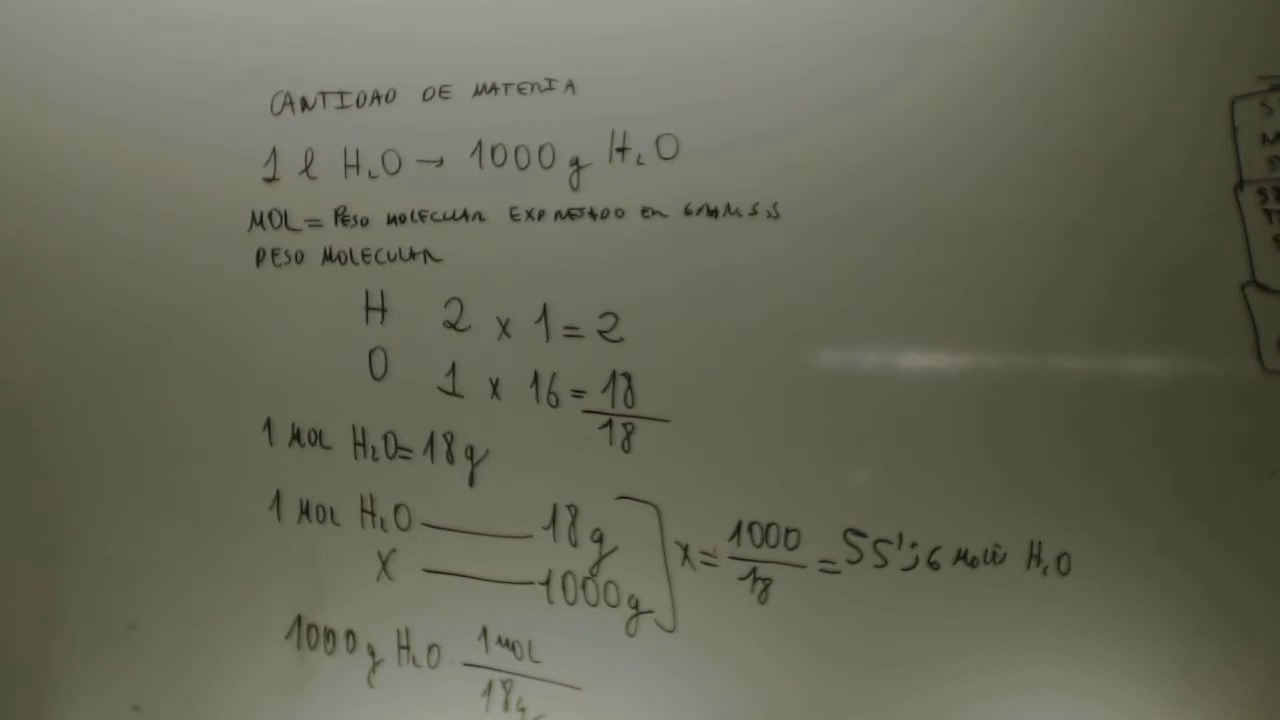 CANTIDAD DE MATERIA
1 l H₂O → 1000 g H₂O
MOL = PESO MOLECULAR EXPRESADO EN GRAMOS
PESO MOLECULAR
H 2 x 1 = 2
O 1 x 16 = 18
18
1 MOL H₂O = 18 g
1 MOL H₂O — 18 g
X — 1000 g
X = 1000 / 18 = 55'56 MOLES H₂O
1000 g H₂O 1 MOL / 18 g